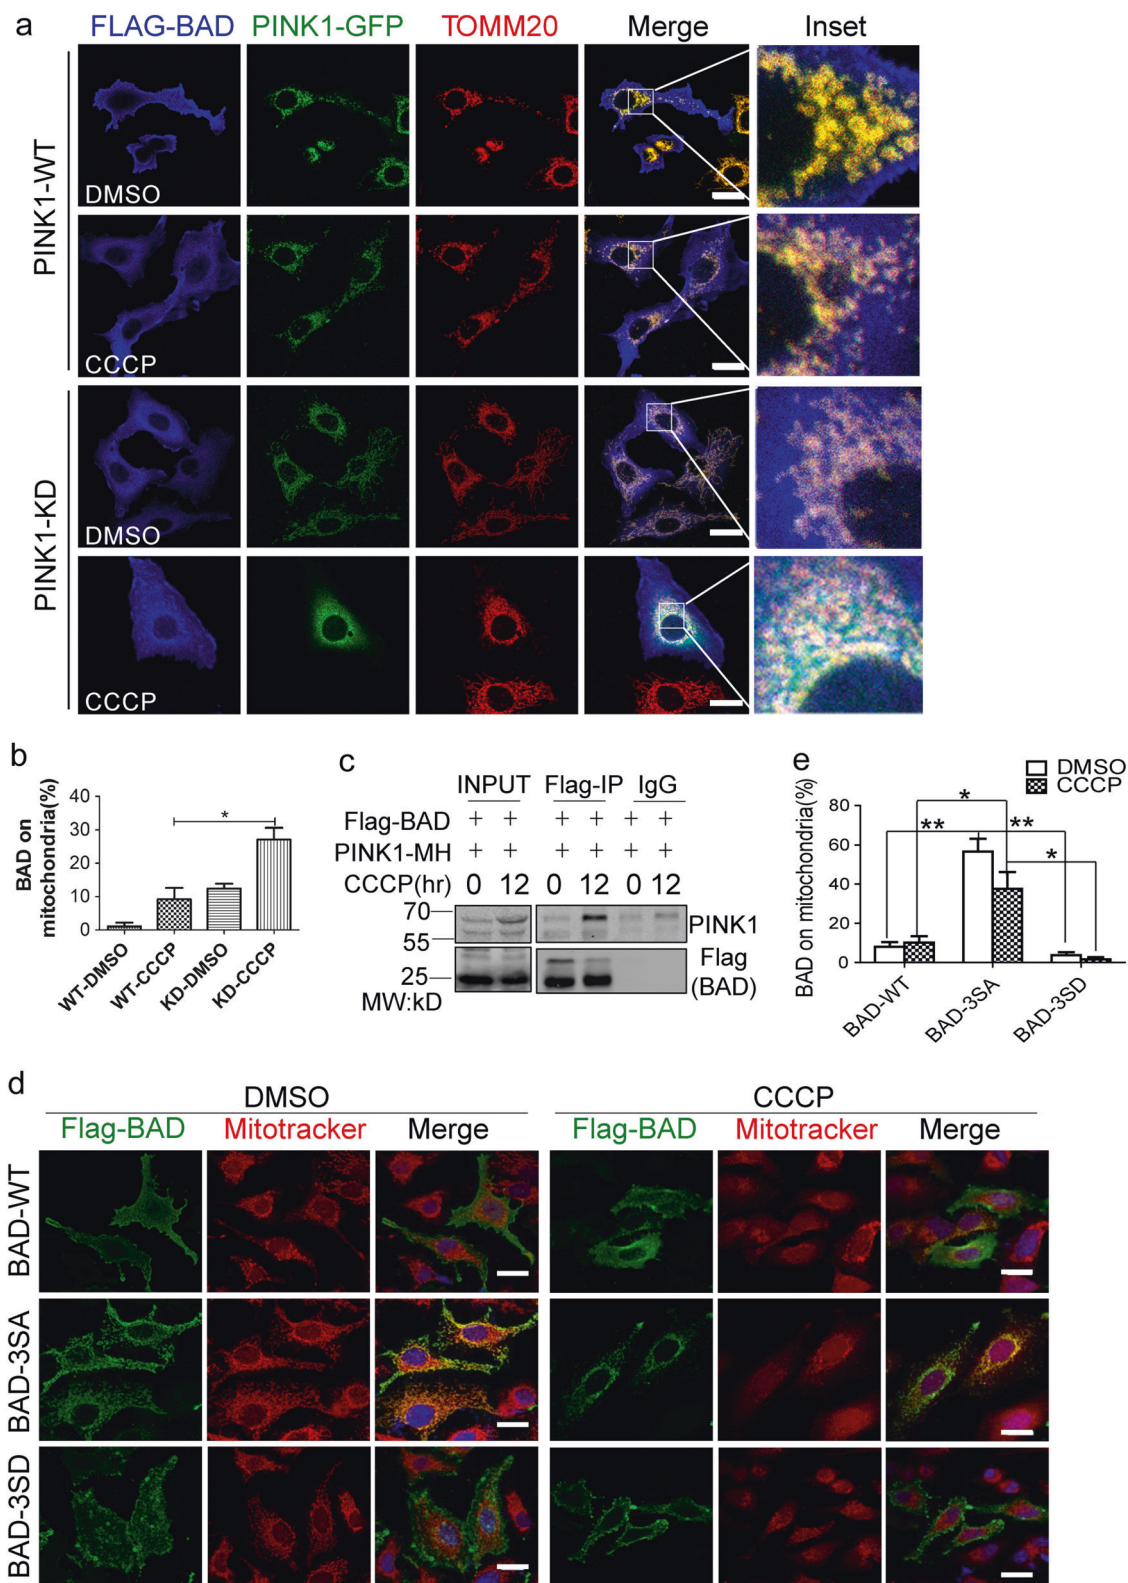 a
FLAG-BAD PINK1-GFP TOMM20 Merge Inset
PINK1-WT
DMSO
CCCP
PINK1-KD
DMSO
CCCP
b
BAD on
mitochondria(%)
40
30
20
10
0
*
WT-DMSO
WT-CCCP
KD-DMSO
KD-CCCP
c
INPUT Flag-IP IgG
Flag-BAD + + + + + +
PINK1-MH + + + + + +
CCCP(hr) 0 12 0 12 0 12
70
55
PINK1
25
Flag
(BAD)
MW:kD
e
DMSO
CCCP
BAD on mitochondria(%)
80
60
40
20
0
*
** **
*
BAD-WT
BAD-3SA
BAD-3SD
d
DMSO CCCP
Flag-BAD Mitotracker Merge Flag-BAD Mitotracker Merge
BAD-WT
BAD-3SA
BAD-3SD